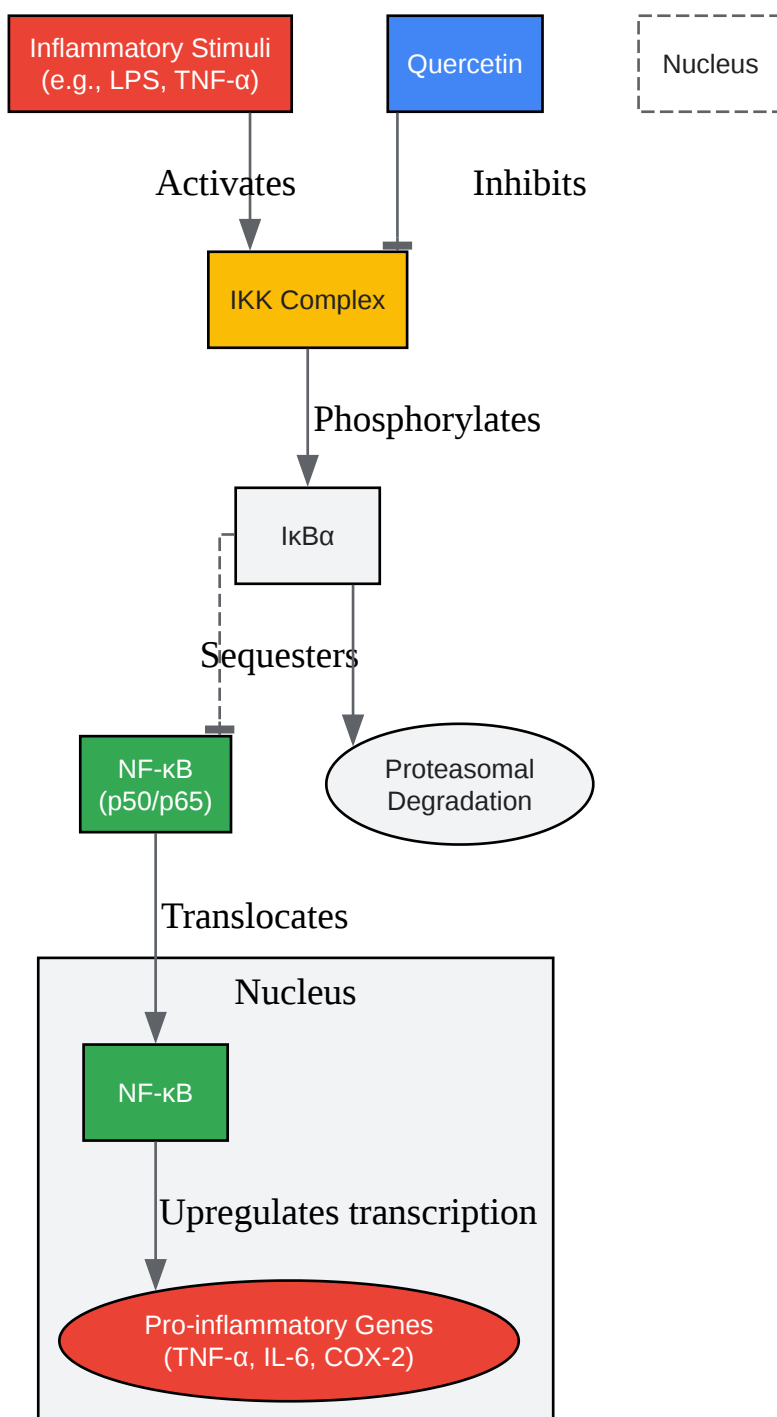 Inflammatory Stimuli
(e.g., LPS, TNF-α)
Quercetin
Nucleus
Activates
Inhibits
IKK Complex
Phosphorylates
IκBα
Sequesters
NF-κB
(p50/p65)
Proteasomal
Degradation
Translocates
Nucleus
NF-κB
Upregulates transcription
Pro-inflammatory Genes
(TNF-α, IL-6, COX-2)